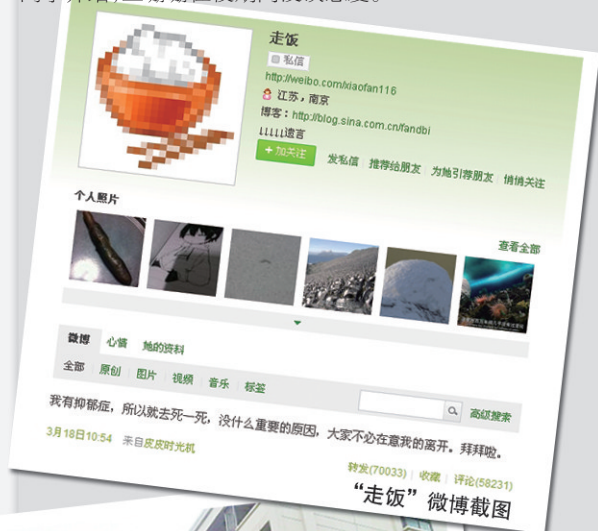 走饭
私信
http://weibo.com/xiaofan116
江苏，南京
博客：http://blog.sina.com.cn/fandbi
↓↓↓↓↓遗言
+加关注 发私信 推荐给朋友 为她引荐朋友 悄悄关注
个人照片 查看全部
微博 心情 她的资料
全部 原创 图片 视频 音乐 标签 高级搜索
我有抑郁症，所以就去死一死，没什么重要的原因，大家不必在意我的离开。拜拜啦。
3月18日10:54 来自皮皮时光机
转发(70033) | 收藏 | 评论(58231)
“走饭”微博截图